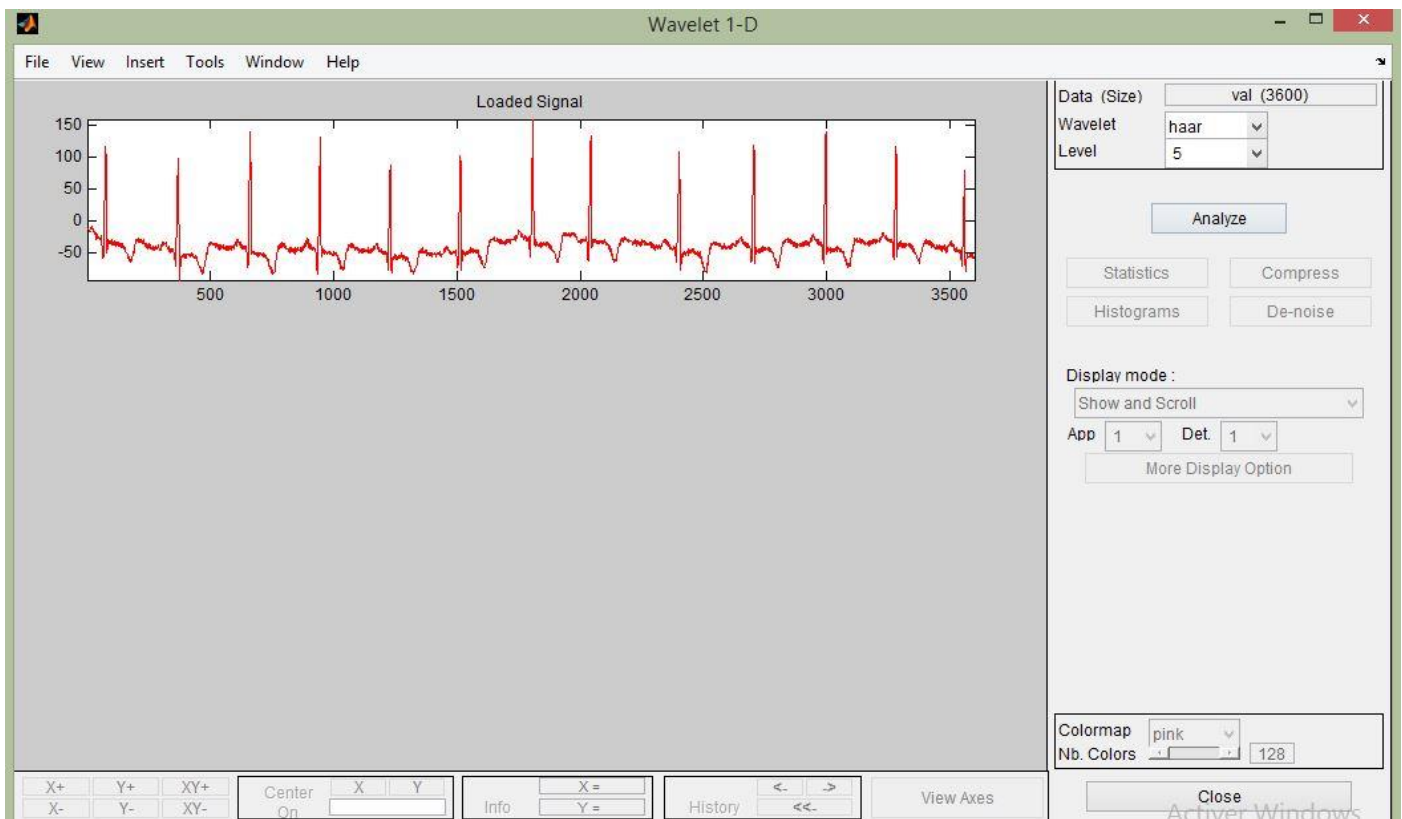 Wavelet 1-D
File View Insert Tools Window Help
Loaded Signal
150
100
50
0
-50
500 1000 1500 2000 2500 3000 3500
Data (Size) val (3600)
Wavelet haar
Level 5
Analyze
Statistics Compress
Histograms De-noise
Display mode :
Show and Scroll
App 1 Det. 1
More Display Option
Colormap pink
Nb. Colors 128
X+ Y+ XY+
X- Y- XY-
Center On X Y
Info X = Y =
History <- -> <<-
View Axes
Close
Activer Windows